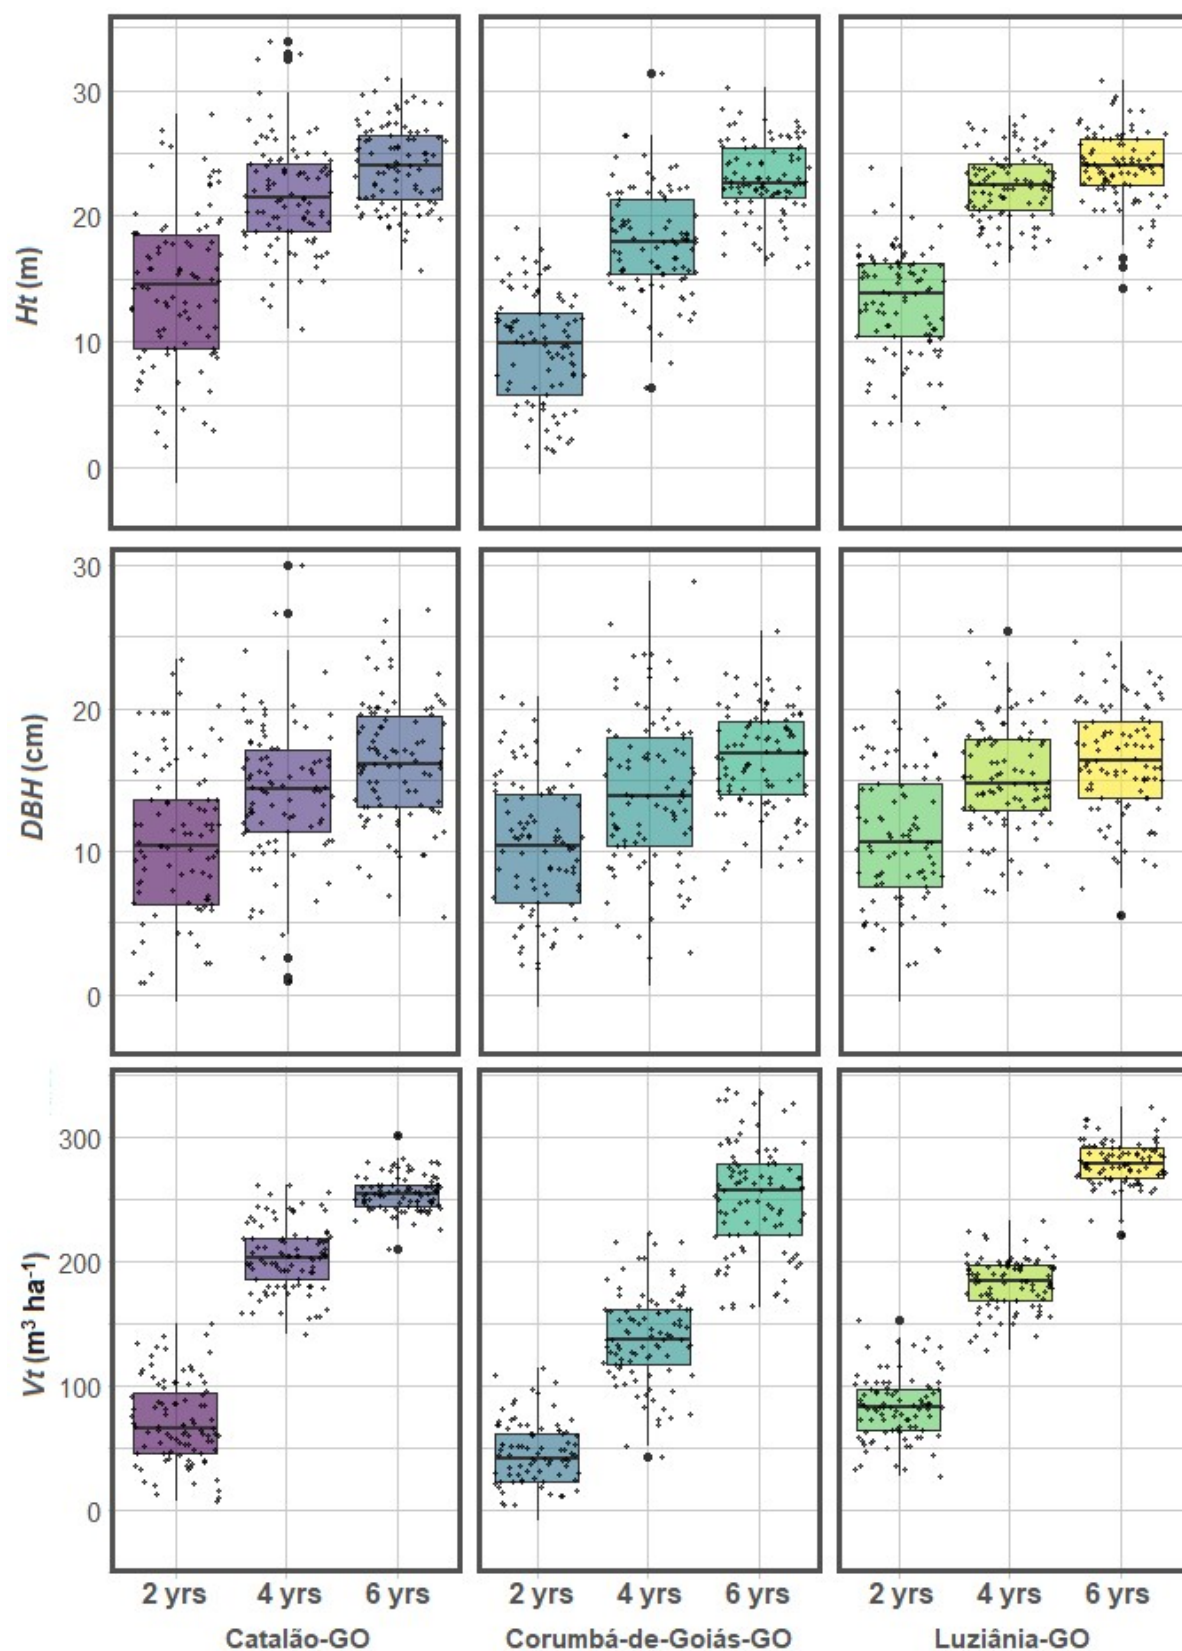 30
20
10
0
Ht (m)
30
20
10
0
DBH (cm)
300
200
100
0
Vt (m³ ha⁻¹)
2 yrs 4 yrs 6 yrs 2 yrs 4 yrs 6 yrs 2 yrs 4 yrs 6 yrs
Catalão-GO Corumbá-de-Goiás-GO Luziânia-GO